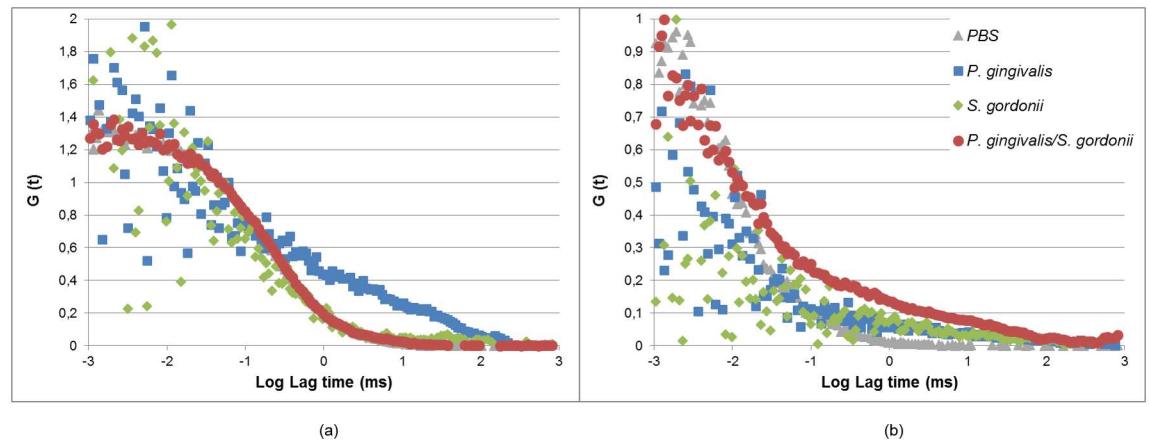 2
1,8
1,6
1,4
1,2
1
0,8
0,6
0,4
0,2
0
G (t)
-3 -2 -1 0 1 2 3
Log Lag time (ms)
(a)
1
0,9
0,8
0,7
0,6
0,5
0,4
0,3
0,2
0,1
0
G (t)
-3 -2 -1 0 1 2 3
Log Lag time (ms)
PBS
P. gingivalis
S. gordonii
P. gingivalis/S. gordonii
(b)